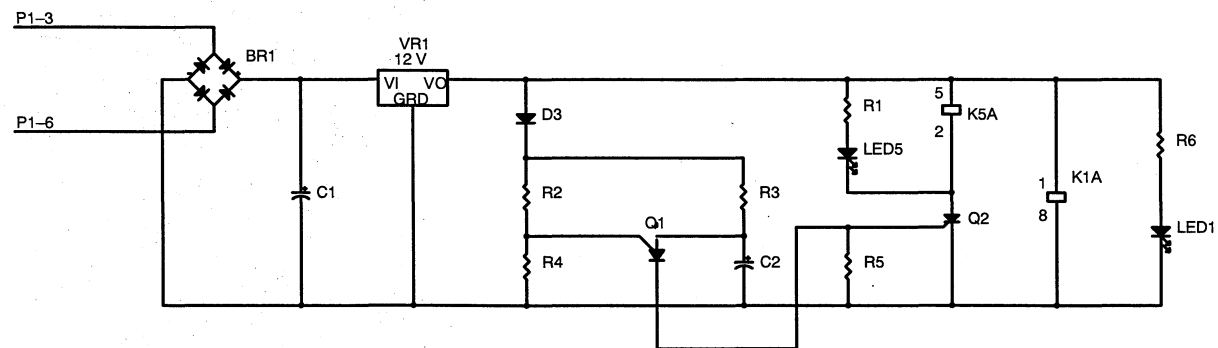 P1–3
BR1
VR1
12 V
VI VO
GRD
P1–6
D3
R1
5
K5A
2
LED5
R6
C1
R2
R3
1
K1A
8
Q1
Q2
LED1
R4
C2
R5
+
+